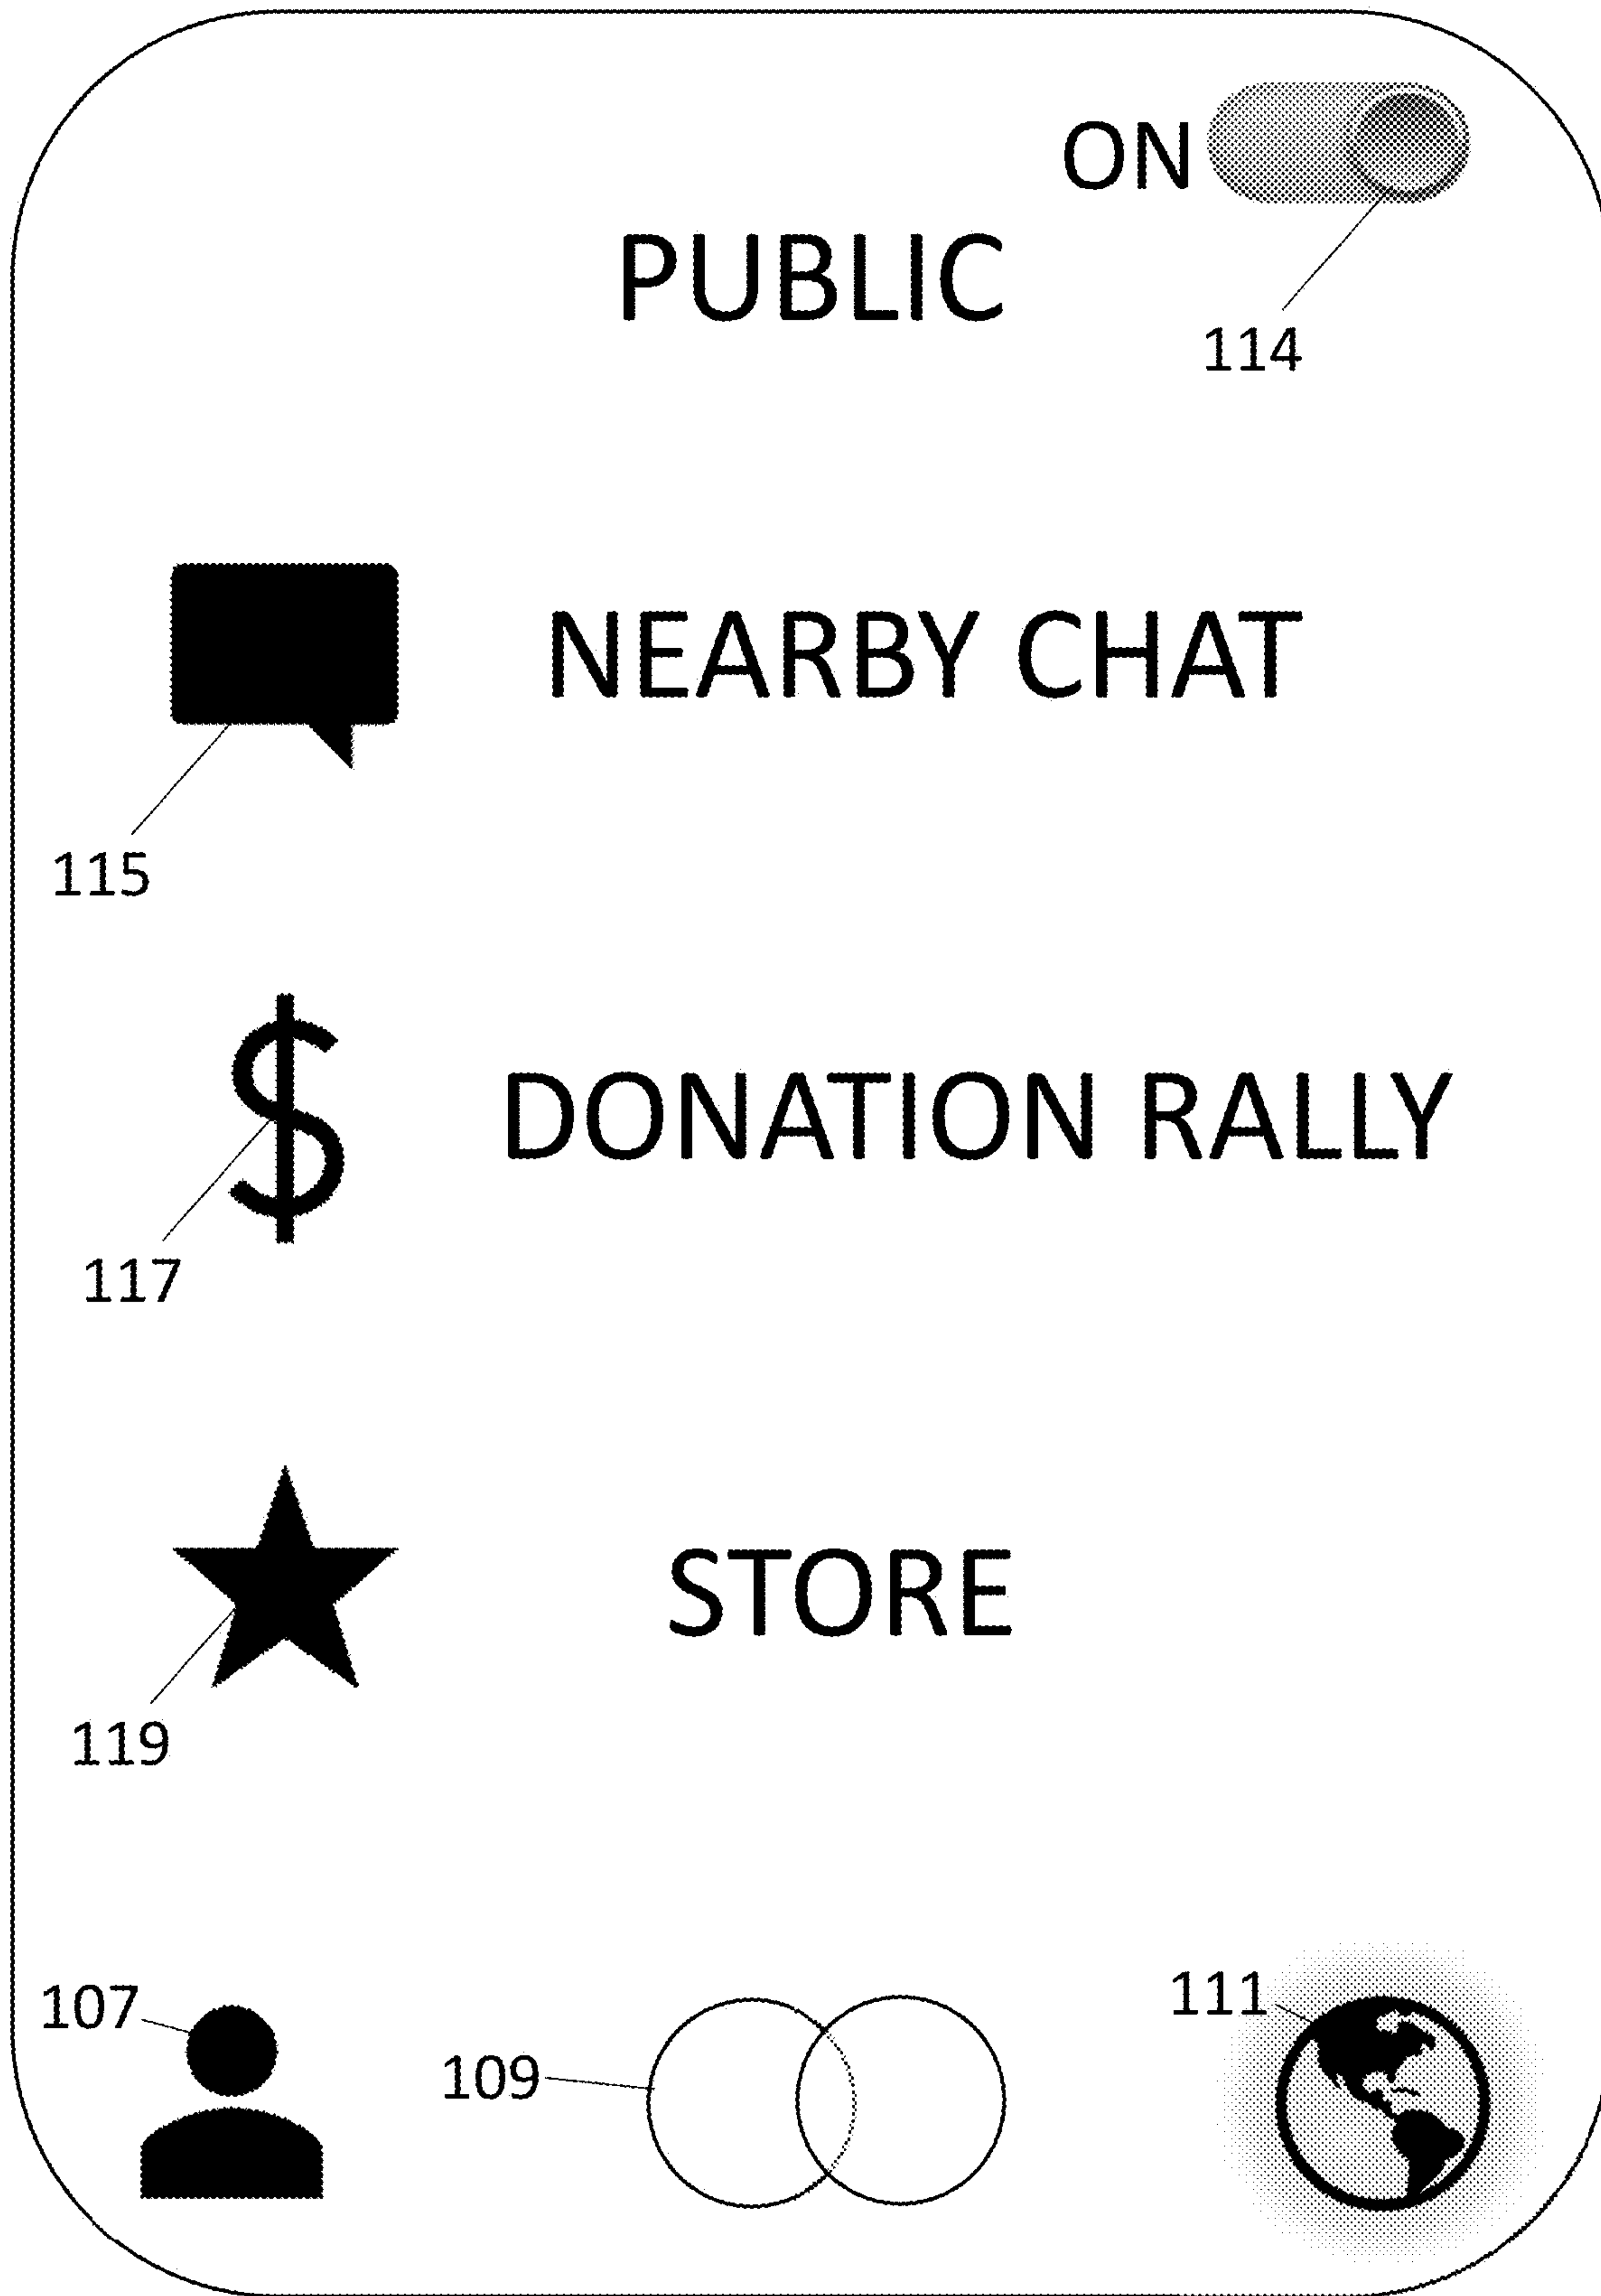 ON
PUBLIC
114
NEARBY CHAT
115
$
DONATION RALLY
117
STORE
119
107
109
111